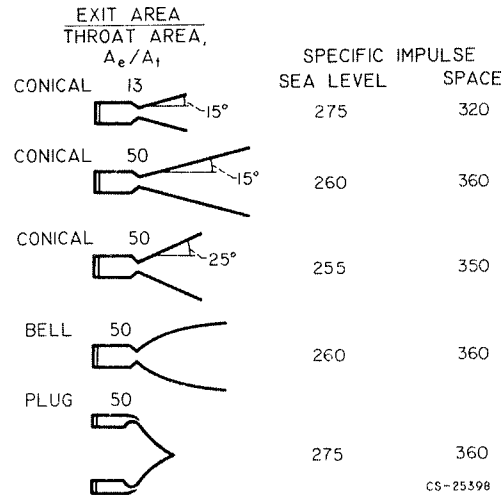 EXIT AREA
THROAT AREA,
Ae/At
SPECIFIC IMPULSE
SEA LEVEL SPACE
CONICAL 13
15°
275 320
CONICAL 50
15°
260 360
CONICAL 50
25°
255 350
BELL 50
260 360
PLUG 50
275 360
CS-25398